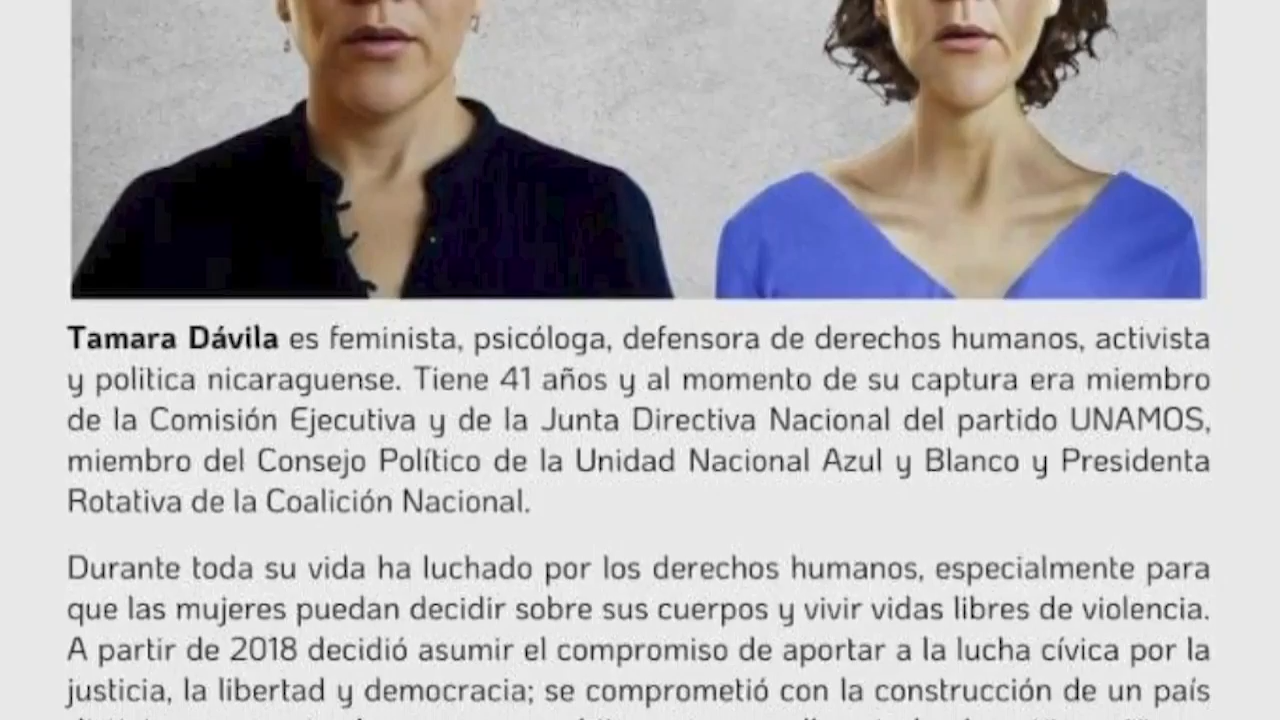 Tamara Dávila es feminista, psicóloga, defensora de derechos humanos, activista
y politica nicaraguense. Tiene 41 años y al momento de su captura era miembro
de la Comisión Ejecutiva y de la Junta Directiva Nacional del partido UNAMOS,
miembro del Consejo Político de la Unidad Nacional Azul y Blanco y Presidenta
Rotativa de la Coalición Nacional.
Durante toda su vida ha luchado por los derechos humanos, especialmente para
que las mujeres puedan decidir sobre sus cuerpos y vivir vidas libres de violencia.
A partir de 2018 decidió asumir el compromiso de aportar a la lucha cívica por la
justicia, la libertad y democracia; se comprometió con la construcción de un país